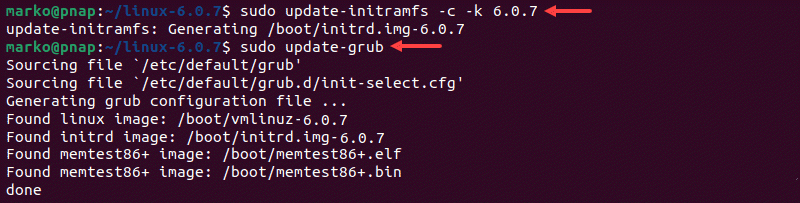 marko@pnap:~/linux-6.0.7$ sudo update-initramfs -c -k 6.0.7
update-initramfs: Generating /boot/initrd.img-6.0.7
marko@pnap:~/linux-6.0.7$ sudo update-grub
Sourcing file `/etc/default/grub'
Sourcing file `/etc/default/grub.d/init-select.cfg'
Generating grub configuration file ...
Found linux image: /boot/vmlinuz-6.0.7
Found initrd image: /boot/initrd.img-6.0.7
Found memtest86+ image: /boot/memtest86+.elf
Found memtest86+ image: /boot/memtest86+.bin
done